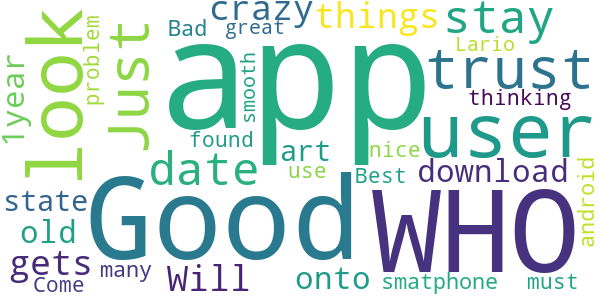 crazy
things
stay
Bad
great
problem
Lario
look
Just
app
trust
1year
smooth
thinking
user
found
art
nice
date
use
Best
download
android
state
Good
WHO
old
gets
Come
many
Will
onto
smatphone
must